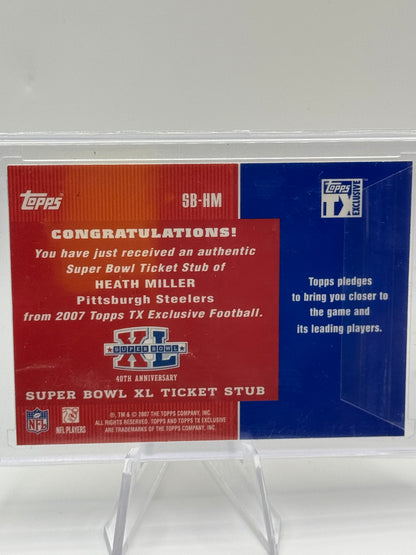 Topps
SB-HM
Topps
TX
EXCLUSIVE
CONGRATULATIONS!
You have just received an authentic
Super Bowl Ticket Stub of
HEATH MILLER
Pittsburgh Steelers
from 2007 Topps TX Exclusive Football.
Topps pledges
to bring you closer to
the game and
its leading players.
XL
SUPER BOWL
40TH ANNIVERSARY
SUPER BOWL XL TICKET STUB
NFL
NFL PLAYERS
®, TM & © 2007 THE TOPPS COMPANY, INC.
ALL RIGHTS RESERVED. TOPPS AND TOPPS TX EXCLUSIVE
ARE TRADEMARKS OF THE TOPPS COMPANY, INC.